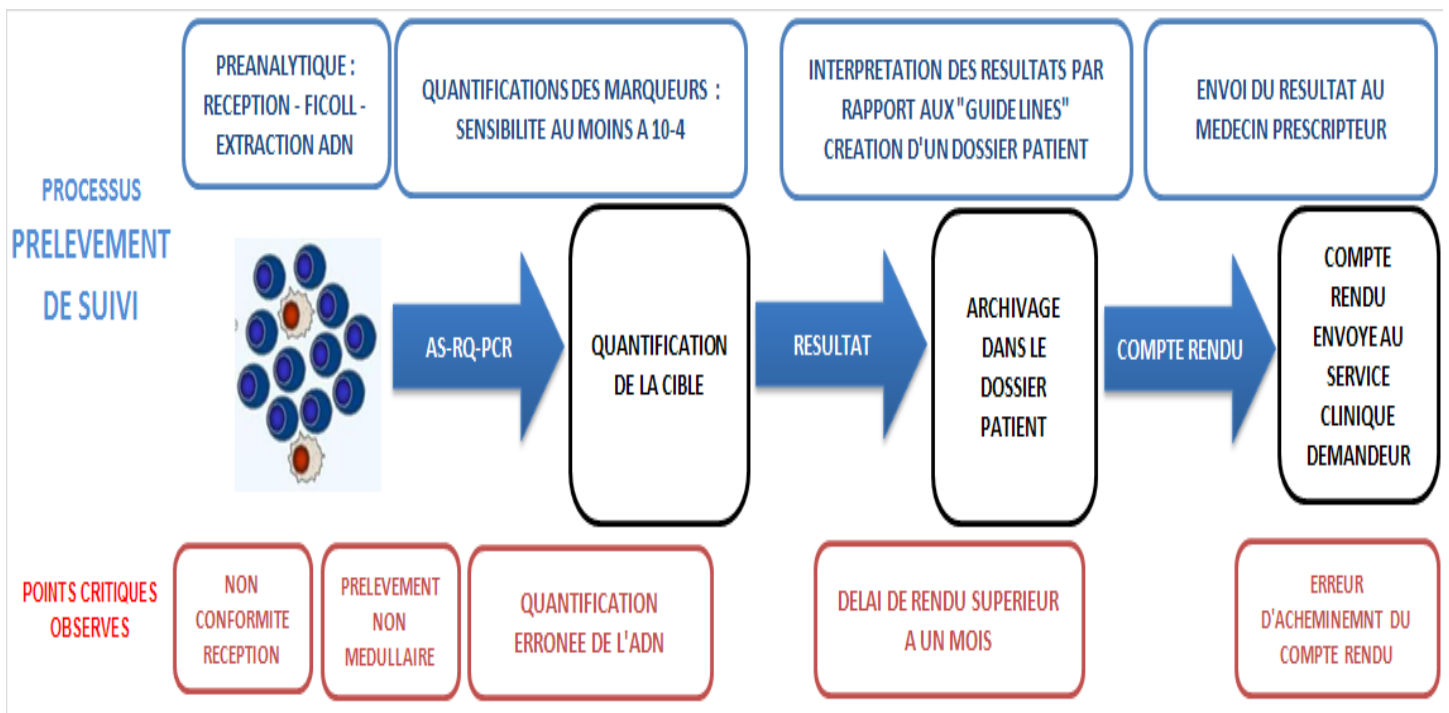 PREANALYTIQUE :
RECEPTION - FICOLL -
EXTRACTION ADN
QUANTIFICATIONS DES MARQUEURS :
SENSIBILITE AU MOINS A 10-4
INTERPRETATION DES RESULTATS PAR
RAPPORT AUX "GUIDE LINES"
CREATION D'UN DOSSIER PATIENT
ENVOI DU RESULTAT AU
MEDECIN PRESCRIPTEUR
PROCESSUS
PRELEVEMENT
DE SUIVI
AS-RQ-PCR
QUANTIFICATION
DE LA CIBLE
RESULTAT
ARCHIVAGE
DANS LE
DOSSIER
PATIENT
COMPTE RENDU
COMPTE
RENDU
ENVOYE AU
SERVICE
CLINIQUE
DEMANDEUR
POINTS CRITIQUES
OBSERVES
NON
CONFORMITE
RECEPTION
PRELEVEMENT
NON
MEDULLAIRE
QUANTIFICATION
ERRONEE DE L'ADN
DELAI DE RENDU SUPERIEUR
A UN MOIS
ERREUR
D'ACHEMINEMNT DU
COMPTE RENDU